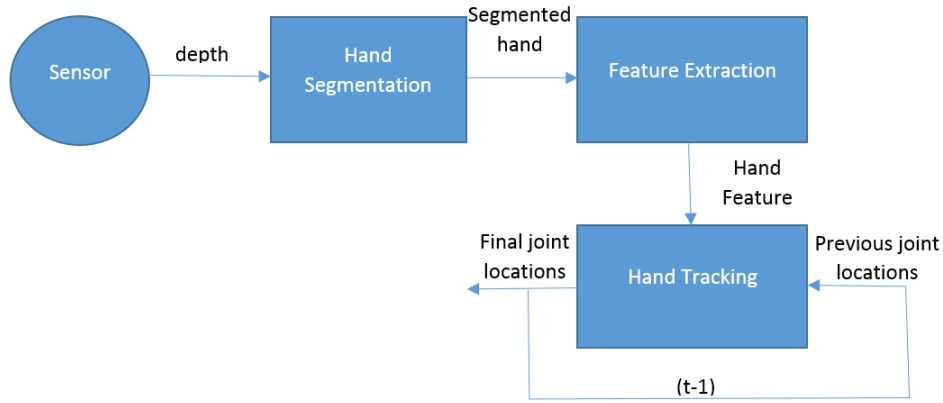 Sensor
depth
Hand
Segmentation
Segmented
hand
Feature Extraction
Hand
Feature
Final joint
locations
Hand Tracking
Previous joint
locations
(t-1)